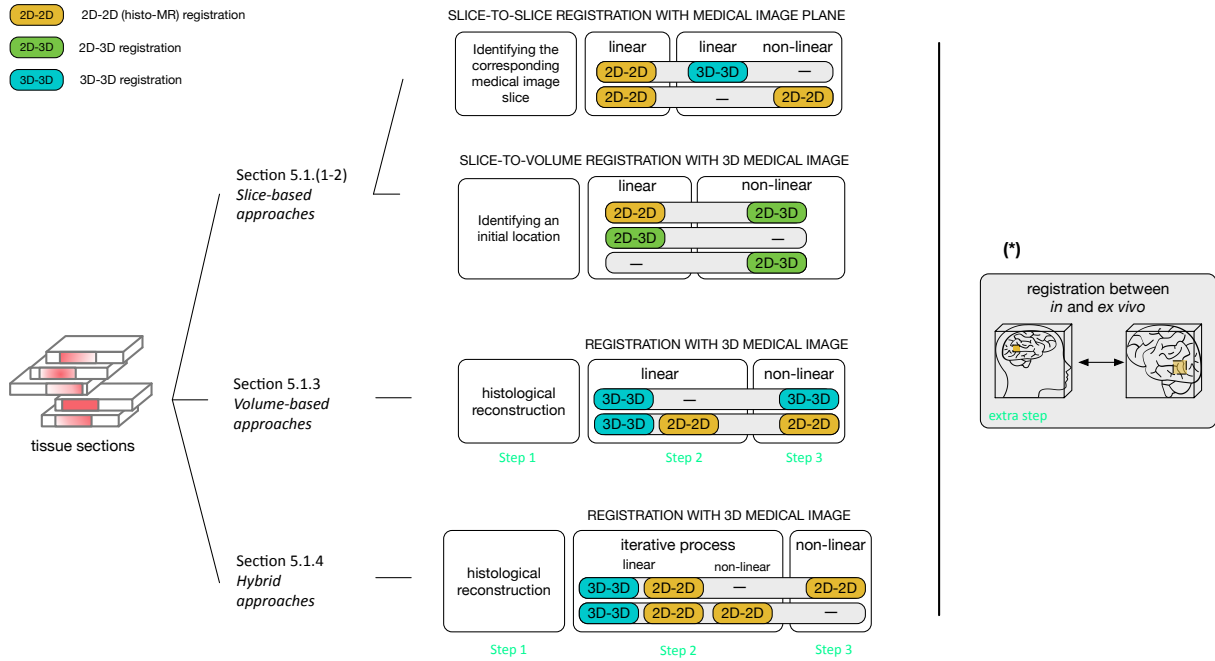 2D-2D 2D-2D (histo-MR) registration
2D-3D 2D-3D registration
3D-3D 3D-3D registration
SLICE-TO-SLICE REGISTRATION WITH MEDICAL IMAGE PLANE
Identifying the
corresponding
medical image
slice
linear linear non-linear
2D-2D 3D-3D —
2D-2D — 2D-2D
Section 5.1.(1-2)
Slice-based
approaches
SLICE-TO-VOLUME REGISTRATION WITH 3D MEDICAL IMAGE
Identifying an
initial location
linear non-linear
2D-2D 2D-3D
2D-3D —
— 2D-3D
tissue sections
Section 5.1.3
Volume-based
approaches
REGISTRATION WITH 3D MEDICAL IMAGE
histological
reconstruction
linear non-linear
3D-3D — 3D-3D
3D-3D 2D-2D 2D-2D
Step 1 Step 2 Step 3
Section 5.1.4
Hybrid
approaches
REGISTRATION WITH 3D MEDICAL IMAGE
histological
reconstruction
iterative process non-linear
linear non-linear
3D-3D 2D-2D — 2D-2D
3D-3D 2D-2D 2D-2D —
Step 1 Step 2 Step 3
(*)
registration between
in and ex vivo
extra step